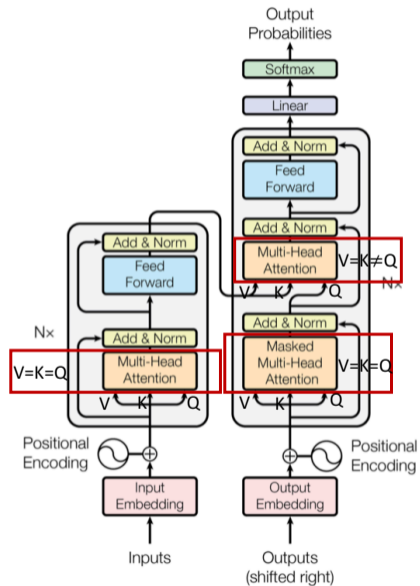 Output
Probabilities
Softmax
Linear
Add & Norm
Feed
Forward
Add & Norm
Multi-Head
Attention
V=K≠Q
V
K
Q
N×
Add & Norm
Masked
Multi-Head
Attention
V=K=Q
V
K
Q
Add & Norm
Feed
Forward
N×
Add & Norm
Multi-Head
Attention
V=K=Q
V
K
Q
Positional
Encoding
Positional
Encoding
Input
Embedding
Output
Embedding
Inputs
Outputs
(shifted right)